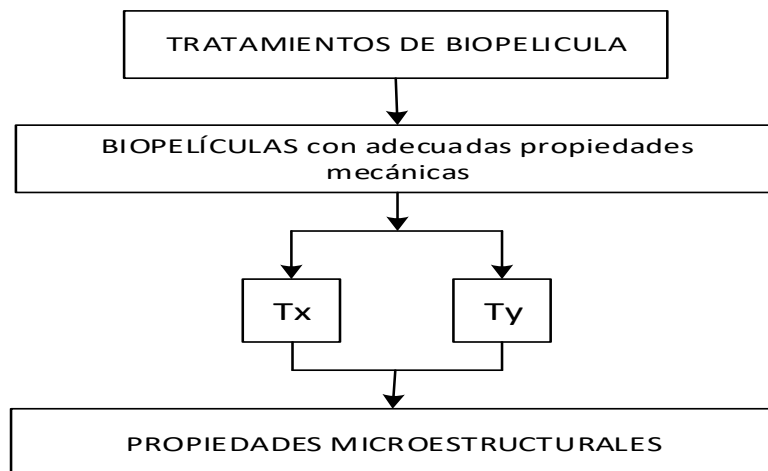 TRATAMIENTOS DE BIOPELICULA
BIOPELÍCULAS con adecuadas propiedades
mecánicas
Tx
Ty
PROPIEDADES MICROESTRUCTURALES